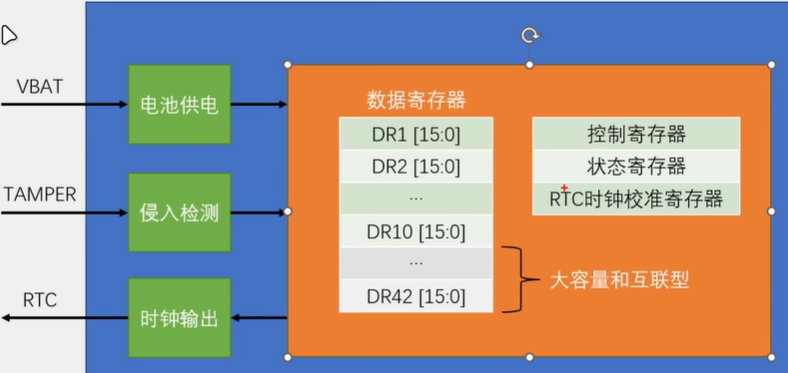 VBAT
电池供电
TAMPER
侵入检测
RTC
时钟输出
数据寄存器
DR1 [15:0]
DR2 [15:0]
...
DR10 [15:0]
...
DR42 [15:0]
控制寄存器
状态寄存器
RTC时钟校准寄存器
大容量和互联型